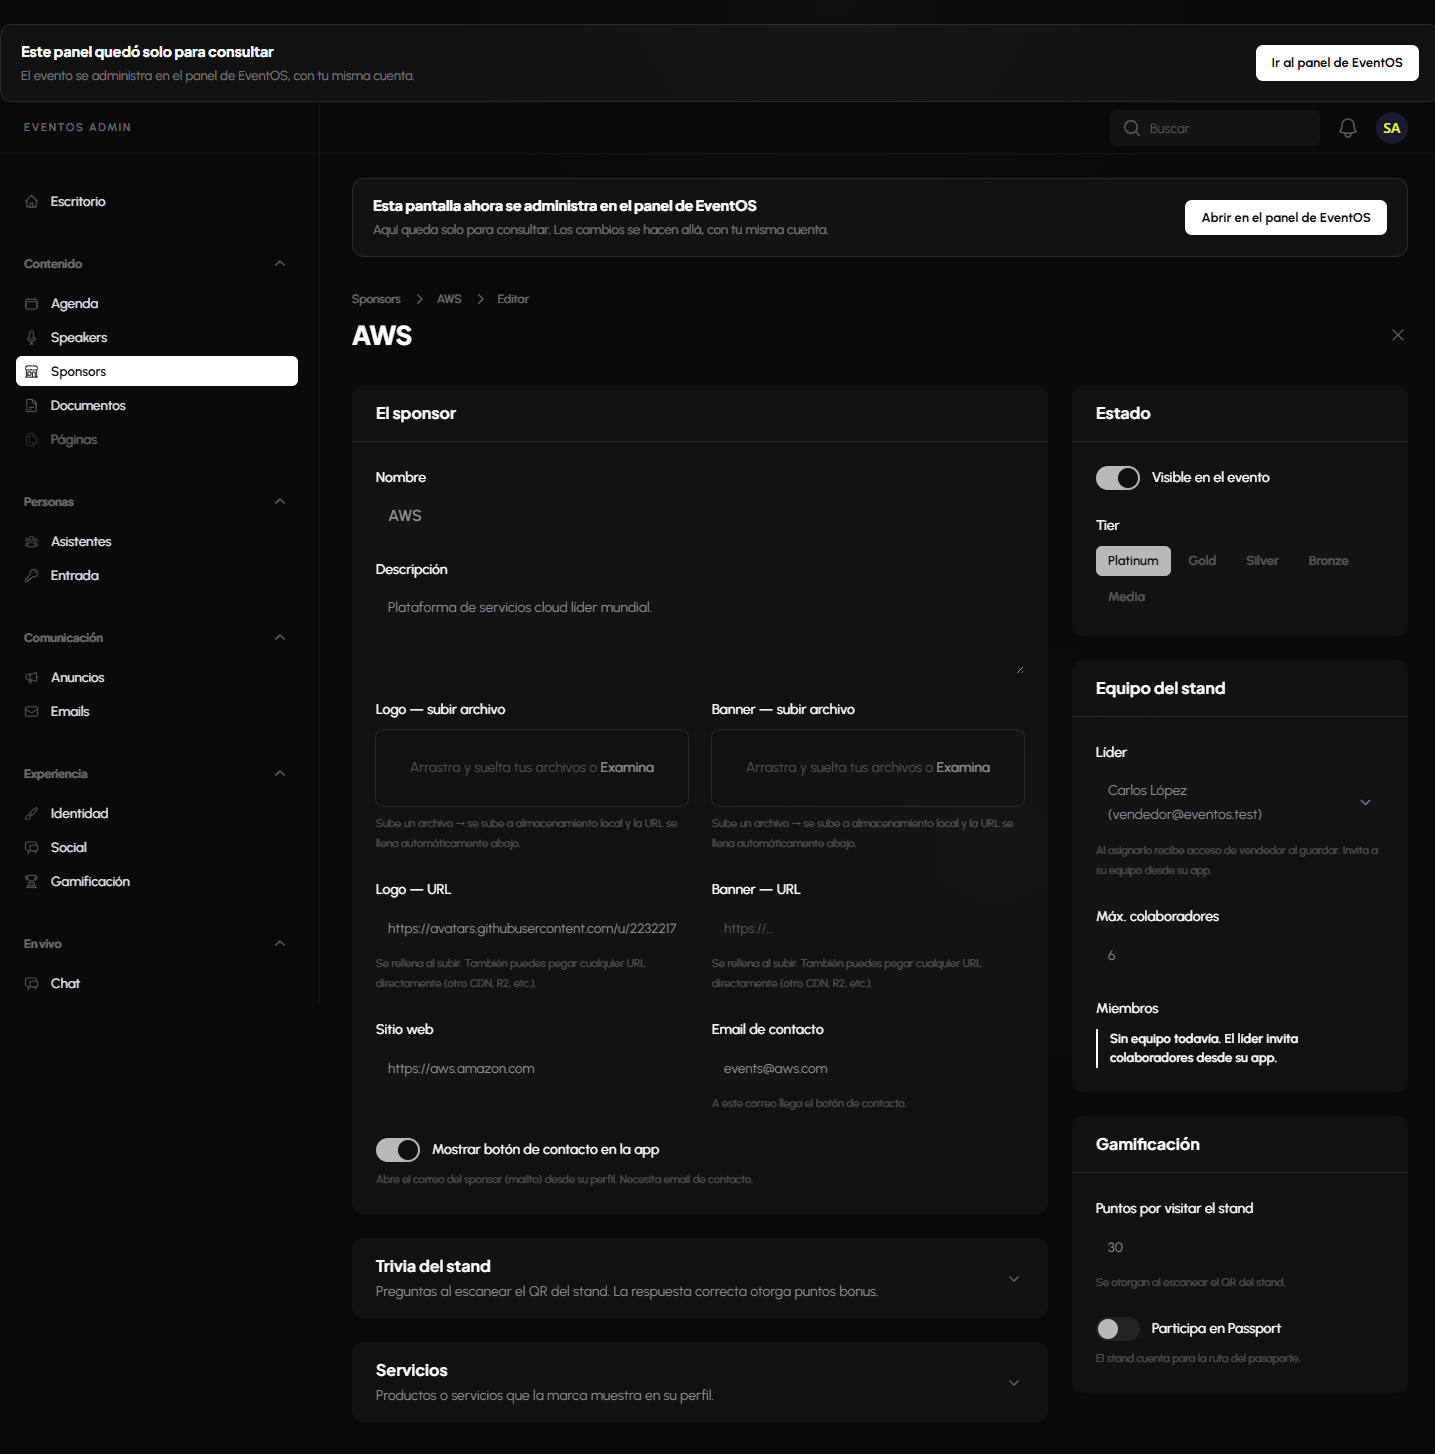 Este panel quedó solo para consultar
El evento se administra en el panel de EventOS, con tu misma cuenta.
Ir al panel de EventOS
EVENTOS ADMIN
Buscar
SA
Escritorio
Contenido
Agenda
Speakers
Sponsors
Documentos
Páginas
Personas
Asistentes
Entrada
Comunicación
Anuncios
Emails
Experiencia
Identidad
Social
Gamificación
En vivo
Chat
Esta pantalla ahora se administra en el panel de EventOS
Aquí queda solo para consultar. Los cambios se hacen allá, con tu misma cuenta.
Abrir en el panel de EventOS
Sponsors > AWS > Editar
AWS
El sponsor
Nombre
AWS
Descripción
Plataforma de servicios cloud líder mundial.
Logo — subir archivo
Arrastra y suelta tus archivos o Examina
Sube un archivo → se sube a almacenamiento local y la URL se
llena automáticamente abajo.
Banner — subir archivo
Arrastra y suelta tus archivos o Examina
Sube un archivo → se sube a almacenamiento local y la URL se
llena automáticamente abajo.
Logo — URL
https://avatars.githubusercontent.com/u/2232217
Se rellena al subir. También puedes pegar cualquier URL
directamente (otro CDN, R2, etc.).
Banner — URL
https://...
Se rellena al subir. También puedes pegar cualquier URL
directamente (otro CDN, R2, etc.).
Sitio web
https://aws.amazon.com
Email de contacto
events@aws.com
A este correo llega el botón de contacto.
Mostrar botón de contacto en la app
Abre el correo del sponsor (mailto) desde su perfil. Necesita email de contacto.
Trivia del stand
Preguntas al escanear el QR del stand. La respuesta correcta otorga puntos bonus.
Servicios
Productos o servicios que la marca muestra en su perfil.
Estado
Visible en el evento
Tier
Platinum Gold Silver Bronze
Media
Equipo del stand
Líder
Carlos López
(vendedor@eventos.test)
Al asignarlo recibe acceso de vendedor al guardar. Invita a
su equipo desde su app.
Máx. colaboradores
6
Miembros
Sin equipo todavía. El líder invita
colaboradores desde su app.
Gamificación
Puntos por visitar el stand
30
Se otorgan al escanear el QR del stand.
Participa en Passport
El stand cuenta para la ruta del pasaporte.